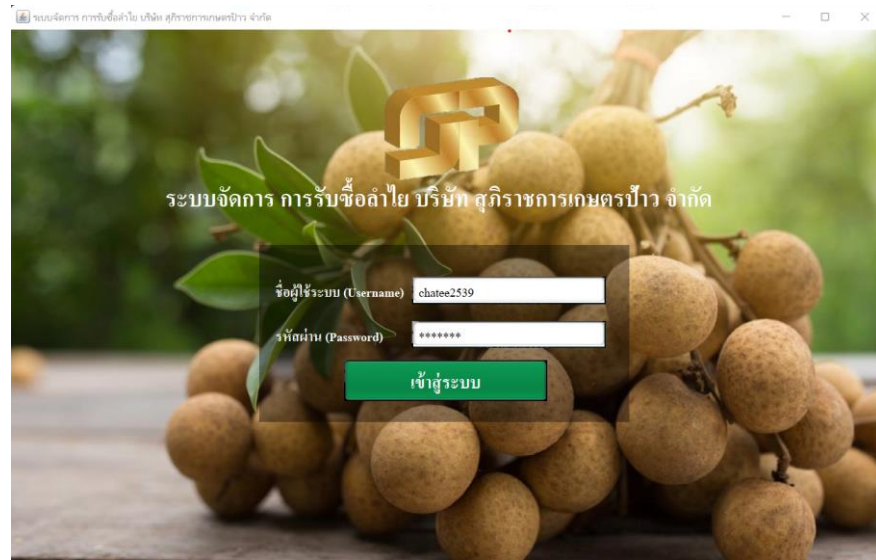 ระบบจัดการ การรับซื้อลำไย บริษัท สุภิราชการเกษตรป้าว จำกัด
SP
ระบบจัดการ การรับซื้อลำไย บริษัท สุภิราชการเกษตรป้าว จำกัด
ชื่อผู้ใช้ระบบ (Username) chatee2539
รหัสผ่าน (Password) *******
เข้าสู่ระบบ